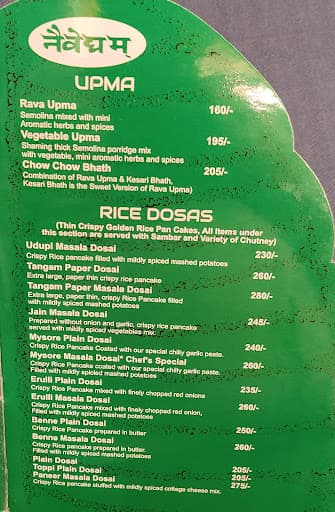 नैवेद्यम्
UPMA
Rava Upma 160/-
Semolina mixed with mini
Aromatic herbs and spices
Vegetable Upma 195/-
Shaming thick Semolina porridge mix
with vegetable, mini aromatic herbs and spices
Chow Chow Bhath 205/-
Combination of Rava Upma & Kesari Bhath,
Kesari Bhath is the Sweet Version of Rava Upma)
RICE DOSAS
(Thin Crispy Golden Rice Pan Cakes, All Items under
this section are served with Sambar and Variety of Chutney)
Udupi Masala Dosai 230/-
Crispy Rice pancake filled with mildly spiced mashed potatoes
Tangam Paper Dosai 260/-
Extra large, paper thin crispy rice pancake
Tangam Paper Masala Dosai 280/-
Extra large, paper thin, crispy Rice Pancake filled
with mildly spiced mashed potatoes
Jain Masala Dosai 245/-
Prepared without onion and garlic, crispy rice pancake
served with mildly spiced vegetables mix.
Mysore Plain Dosai 240/-
Crispy Rice Pancake Coated with our special chilly garlic paste.
Mysore Masala Dosai* Chef's Special 260/-
Crispy Rice pancake coated with our special chilly garlic paste.
Filled with mildly spiced mashed potatoes
Erulli Plain Dosai 235/-
Crispy Rice Pancake mixed with finely chopped red onions
Erulli Masala Dosai 260/-
Crispy Rice Pancake mixed with finely chopped red onion,
Filled with mildly spiced mashed potatoes
Benne Plain Dosai 250/-
Crispy Rice Pancake prepared in butter
Benne Masala Dosai 260/-
Crispy Rice pancake prepared in butter.
Filled with mildly spiced mashed potatoes
Plain Dosai 205/-
Toppi Plain Dosai 205/-
Paneer Masala Dosai 275/-
Crispy Rice pancake stuffed with mildly spiced cottage cheese mix.